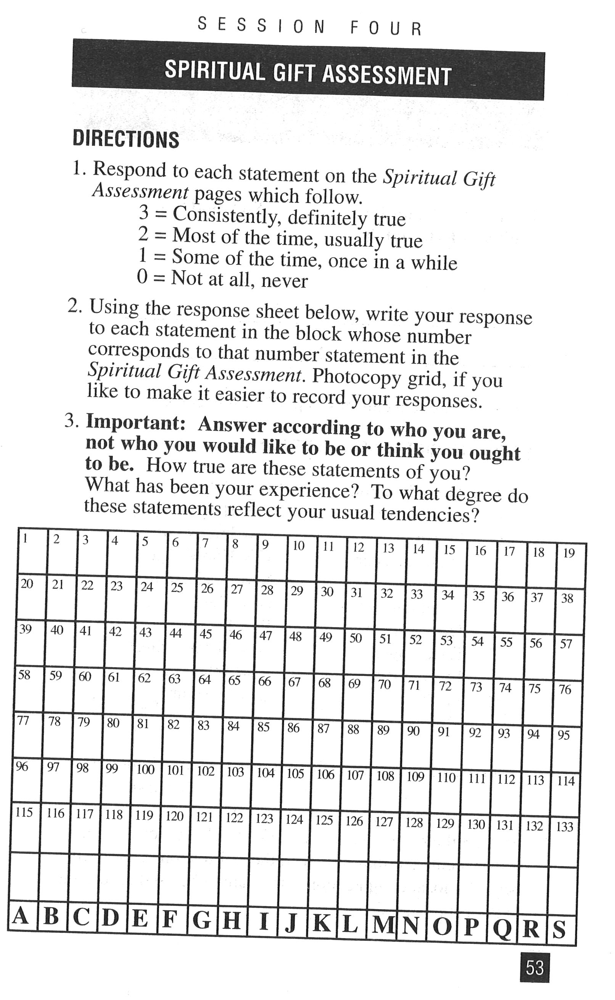 SESSION FOUR
SPIRITUAL GIFT ASSESSMENT
DIRECTIONS
1. Respond to each statement on the Spiritual Gift
Assessment pages which follow.
3 = Consistently, definitely true
2 = Most of the time, usually true
1 = Some of the time, once in a while
0 = Not at all, never
2. Using the response sheet below, write your response
to each statement in the block whose number
corresponds to that number statement in the
Spiritual Gift Assessment. Photocopy grid, if you
like to make it easier to record your responses.
3. Important: Answer according to who you are,
not who you would like to be or think you ought
to be. How true are these statements of you?
What has been your experience? To what degree do
these statements reflect your usual tendencies?
1 2 3 4 5 6 7 8 9 10 11 12 13 14 15 16 17 18 19
20 21 22 23 24 25 26 27 28 29 30 31 32 33 34 35 36 37 38
39 40 41 42 43 44 45 46 47 48 49 50 51 52 53 54 55 56 57
58 59 60 61 62 63 64 65 66 67 68 69 70 71 72 73 74 75 76
77 78 79 80 81 82 83 84 85 86 87 88 89 90 91 92 93 94 95
96 97 98 99 100 101 102 103 104 105 106 107 108 109 110 111 112 113 114
115 116 117 118 119 120 121 122 123 124 125 126 127 128 129 130 131 132 133
A B C D E F G H I J K L M N O P Q R S
53